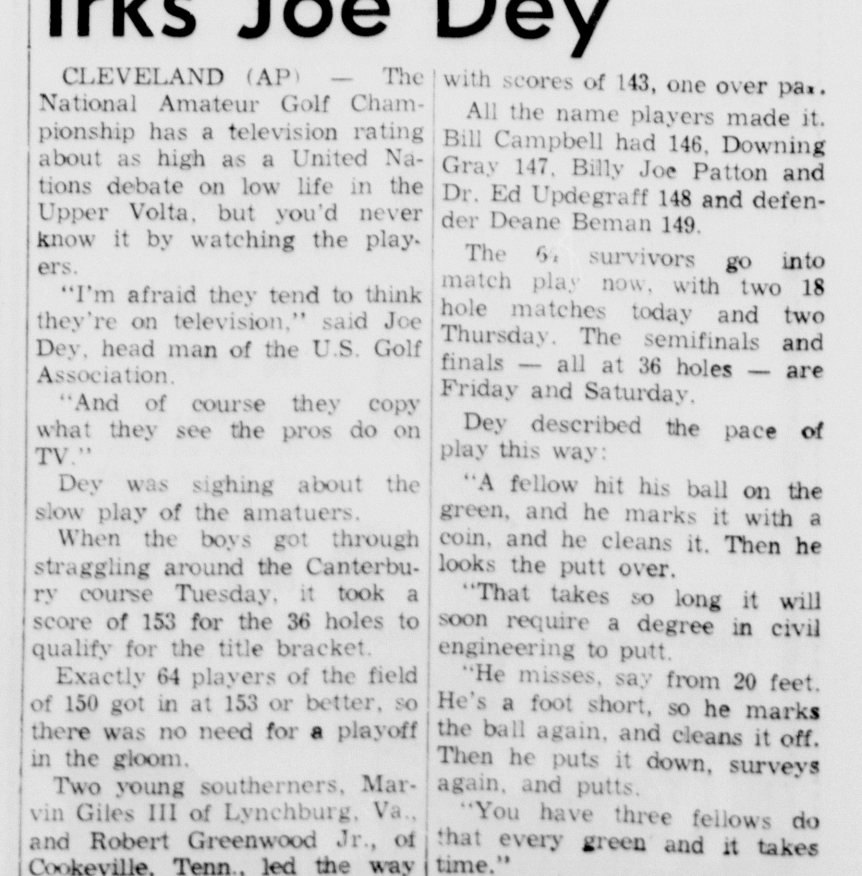 Irks Joe Dey
CLEVELAND (AP) — The
National Amateur Golf Cham-
pionship has a television rating
about as high as a United Na-
tions debate on low life in the
Upper Volta, but you'd never
know it by watching the play-
ers.
"I'm afraid they tend to think
they're on television," said Joe
Dey, head man of the U.S. Golf
Association.
"And of course they copy
what they see the pros do on
TV."
Dey was sighing about the
slow play of the amatuers.
When the boys got through
straggling around the Canterbu-
ry course Tuesday, it took a
score of 153 for the 36 holes to
qualify for the title bracket.
Exactly 64 players of the field
of 150 got in at 153 or better, so
there was no need for a playoff
in the gloom.
Two young southerners, Mar-
vin Giles III of Lynchburg, Va.,
and Robert Greenwood Jr., of
Cookeville, Tenn., led the way
with scores of 143, one over par.
All the name players made it.
Bill Campbell had 146, Downing
Gray 147, Billy Joe Patton and
Dr. Ed Updegraff 148 and defen-
der Deane Beman 149.
The survivors go into
match play now, with two 18
hole matches today and two
Thursday. The semifinals and
finals — all at 36 holes — are
Friday and Saturday.
Dey described the pace of
play this way:
"A fellow hit his ball on the
green, and he marks it with a
coin, and he cleans it. Then he
looks the putt over.
"That takes so long it will
soon require a degree in civil
engineering to putt.
"He misses, say from 20 feet.
He's a foot short, so he marks
the ball again, and cleans it off.
Then he puts it down, surveys
again, and putts.
"You have three fellows do
that every green and it takes
time."